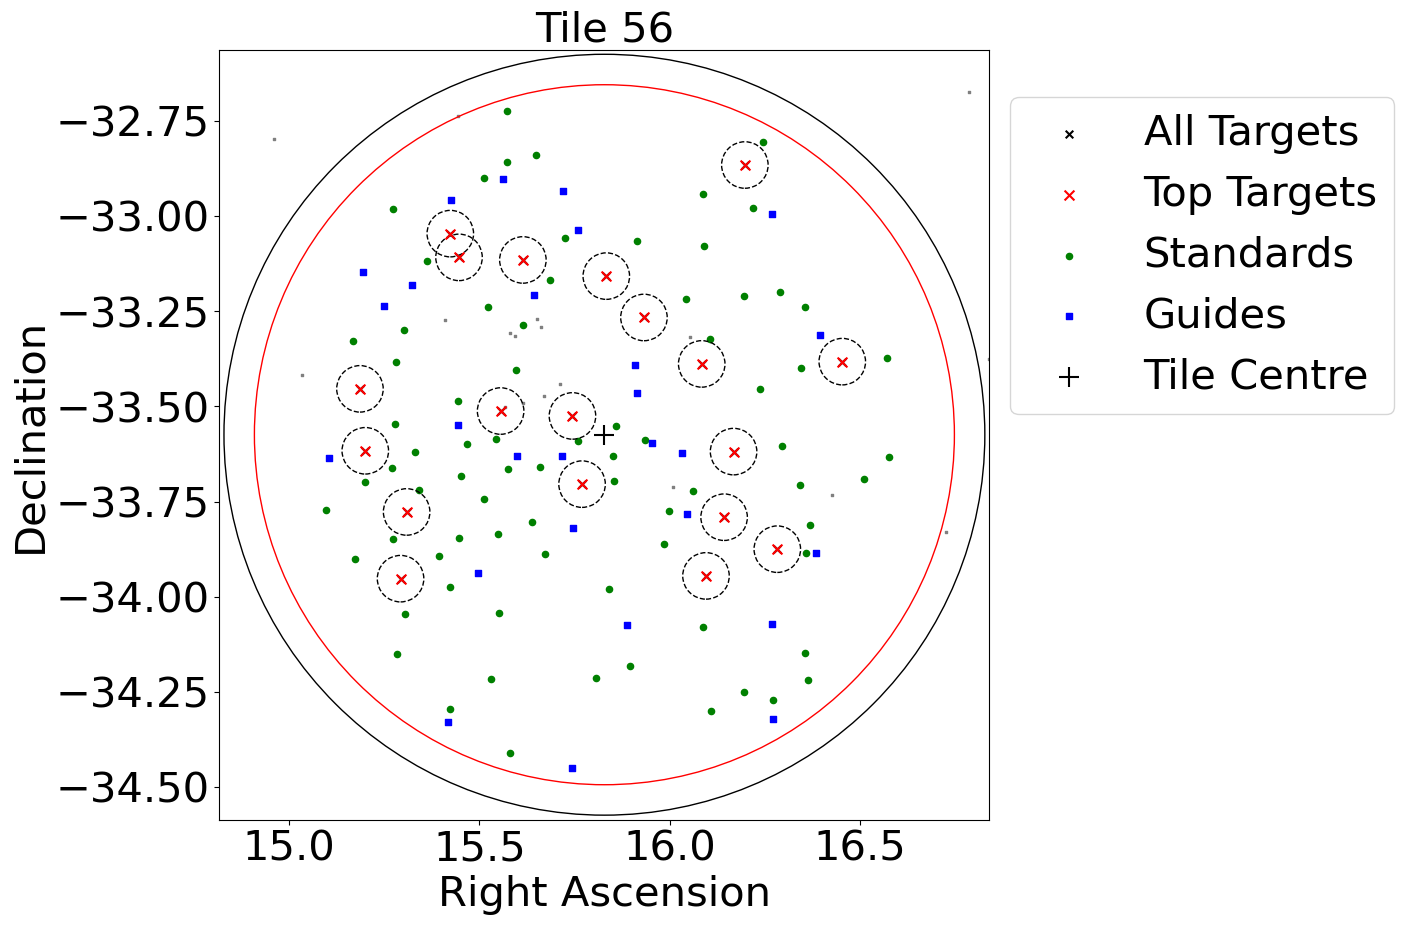 Tile 56
−32.75
−33.00
−33.25
−33.50
−33.75
−34.00
−34.25
−34.50
Declination
15.0 15.5 16.0 16.5
Right Ascension
All Targets
Top Targets
Standards
Guides
Tile Centre